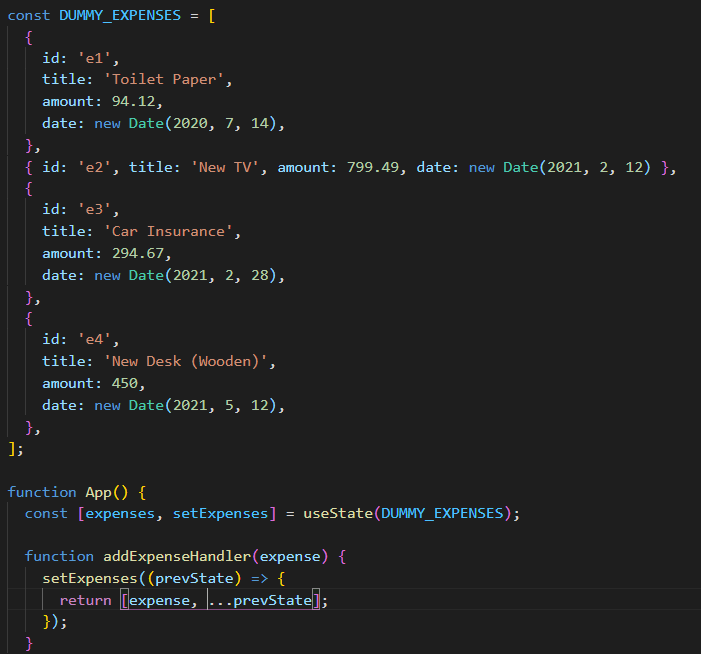 const DUMMY_EXPENSES = [
  {
    id: 'e1',
    title: 'Toilet Paper',
    amount: 94.12,
    date: new Date(2020, 7, 14),
  },
  { id: 'e2', title: 'New TV', amount: 799.49, date: new Date(2021, 2, 12) },
  {
    id: 'e3',
    title: 'Car Insurance',
    amount: 294.67,
    date: new Date(2021, 2, 28),
  },
  {
    id: 'e4',
    title: 'New Desk (Wooden)',
    amount: 450,
    date: new Date(2021, 5, 12),
  },
];

function App() {
  const [expenses, setExpenses] = useState(DUMMY_EXPENSES);

  function addExpenseHandler(expense) {
    setExpenses((prevState) => {
      return [expense, ...prevState];
    });
  }